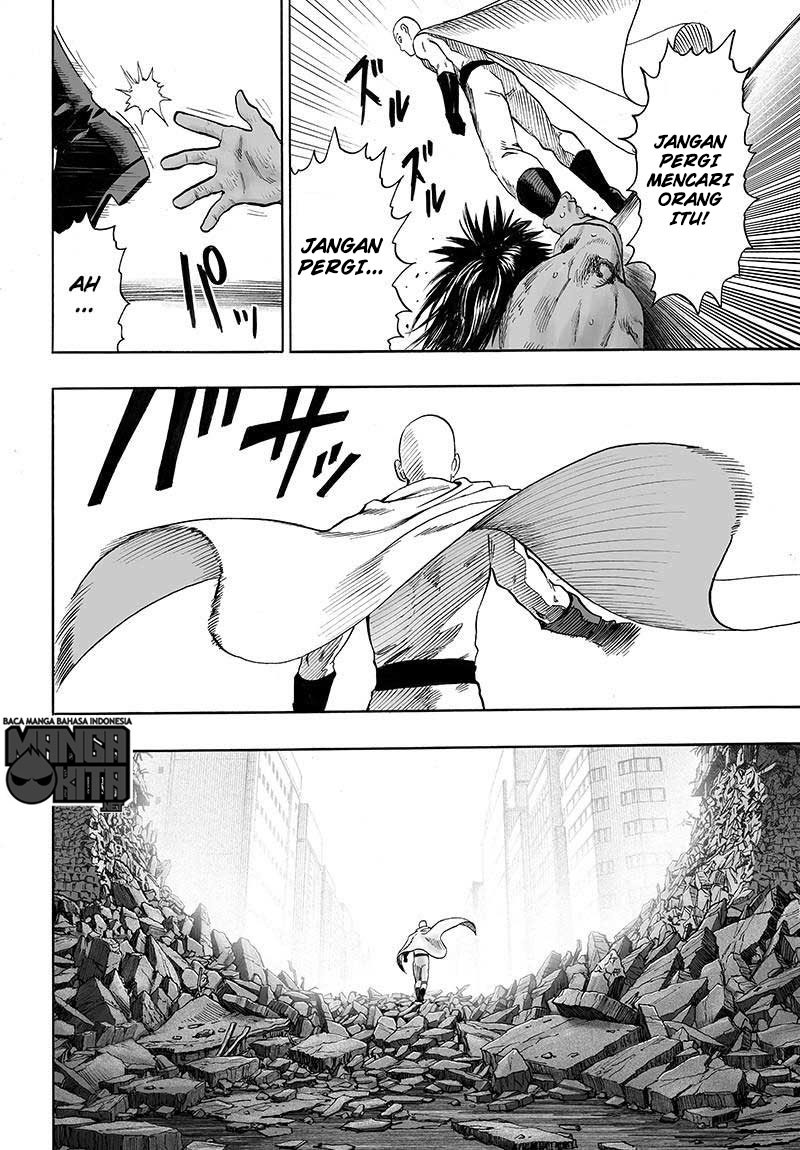 JANGAN
PERGI
MENCARI
ORANG
ITU!
ズル
ズル
JANGAN
PERGI...
パッ
AH
...
バサッ
BACA MANGA BAHASA INDONESIA
MANGA
KITA